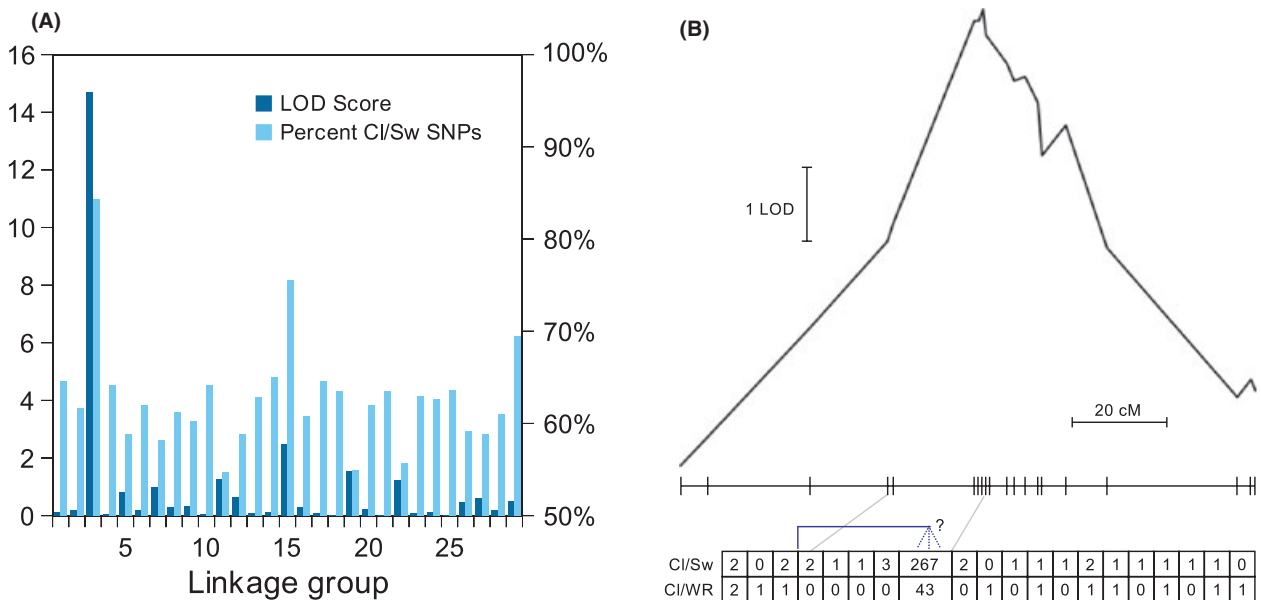 (A)
16
14
12
10
8
6
4
2
0
100%
90%
80%
70%
60%
50%
LOD Score
Percent Cl/Sw SNPs
5 10 15 20 25
Linkage group
(B)
1 LOD
20 cM
?
Cl/Sw 2 0 2 2 1 1 3 267 2 0 1 1 1 2 1 1 1 1 1 0
Cl/WR 2 1 1 0 0 0 0 43 0 1 0 1 0 0 0 0 1 0 1 1